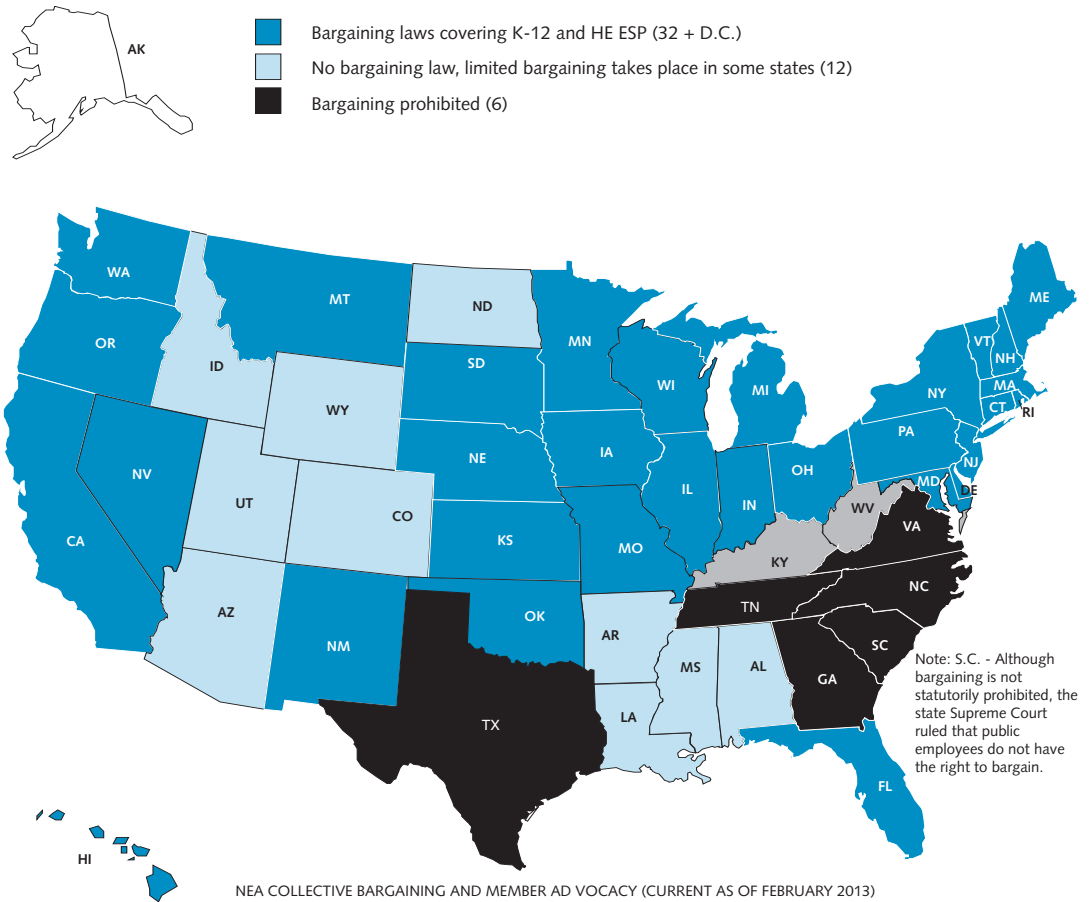 AK
Bargaining laws covering K-12 and HE ESP (32 + D.C.)
No bargaining law, limited bargaining takes place in some states (12)
Bargaining prohibited (6)
WA
MT
ND
ME
OR
ID
SD
MN
VT
NH
WI
MI
NY
MA
WY
CT
RI
PA
NE
IA
NV
OH
NJ
MD
UT
IL
IN
DE
CO
WV
VA
CA
KS
MO
KY
NC
AZ
TN
OK
AR
NM
SC
MS
AL
GA
LA
TX
Note: S.C. - Although
bargaining is not
statutorily prohibited, the
state Supreme Court
ruled that public
employees do not have
the right to bargain.
FL
HI
NEA COLLECTIVE BARGAINING AND MEMBER AD VOCACY (CURRENT AS OF FEBRUARY 2013)